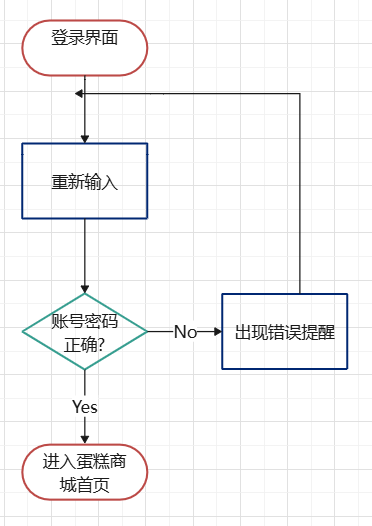 登录界面
重新输入
账号密码
正确?
No
出现错误提醒
Yes
进入蛋糕商
城首页